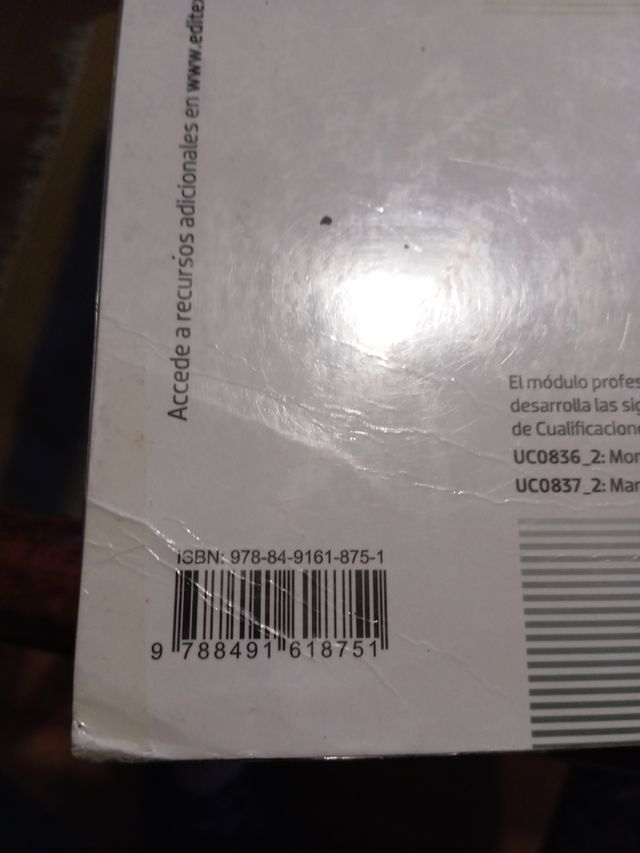 Accede a recursos adicionales en www.editex
El módulo profes
desarrolla las sig
de Cualificacione
UC0836_2: Mon
UC0837_2: Man
ISBN: 978-84-9161-875-1
9 788491 618751